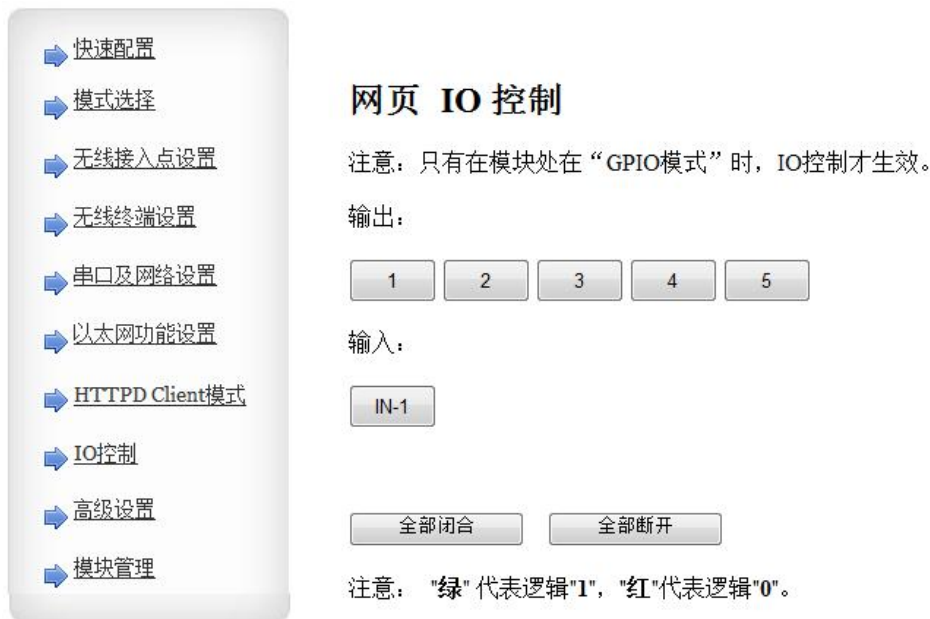 快速配置
模式选择
无线接入点设置
无线终端设置
串口及网络设置
以太网功能设置
HTTPD Client模式
IO控制
高级设置
模块管理
网页 IO 控制
注意：只有在模块处在“GPIO模式”时，IO控制才生效。
输出：
1 2 3 4 5
输入：
IN-1
全部闭合 全部断开
注意： "绿" 代表逻辑"1"，"红"代表逻辑"0"。